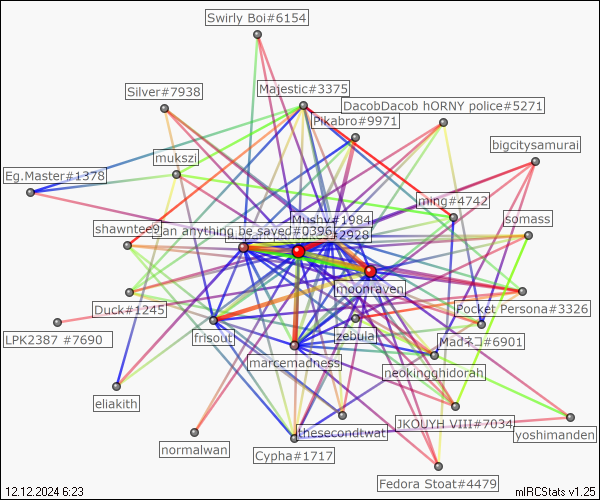 Swirly Boi#6154
Silver#7938
Majestic#3375
DacobDacob hORNY police#5271
Pikabro#9971
bigcitysamurai
mukszi
Eg.Master#1378
ming#4742
Mushy#1984
somass
shawntee9
an anything be saved#0396
#2928
moonraven
Duck#1245
Pocket Persona#3326
LPK2387 #7690
frisout
zebula
Madネコ#6901
marcemadness
neokingghidorah
eliakith
JKOUYH VIII#7034
thesecondtwat
yoshimanden
normalwan
Cypha#1717
Fedora Stoat#4479
12.12.2024 6:23
mIRCStats v1.25